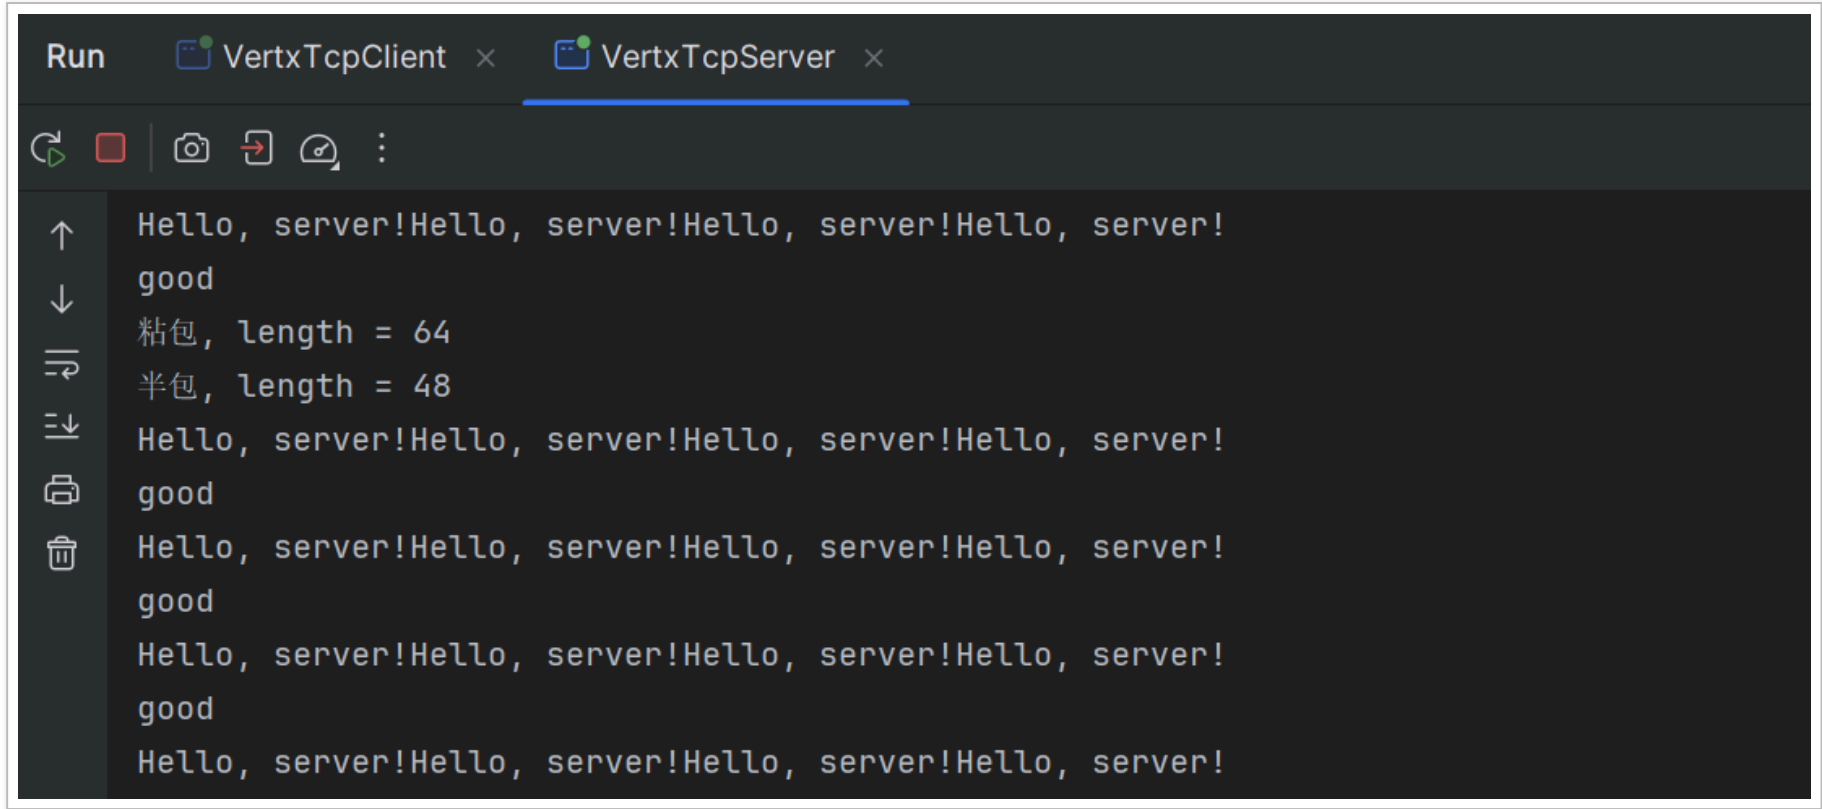 Run VertxTcpClient VertxTcpServer
Hello, server!Hello, server!Hello, server!Hello, server!
good
粘包, length = 64
半包, length = 48
Hello, server!Hello, server!Hello, server!Hello, server!
good
Hello, server!Hello, server!Hello, server!Hello, server!
good
Hello, server!Hello, server!Hello, server!Hello, server!
good
Hello, server!Hello, server!Hello, server!Hello, server!